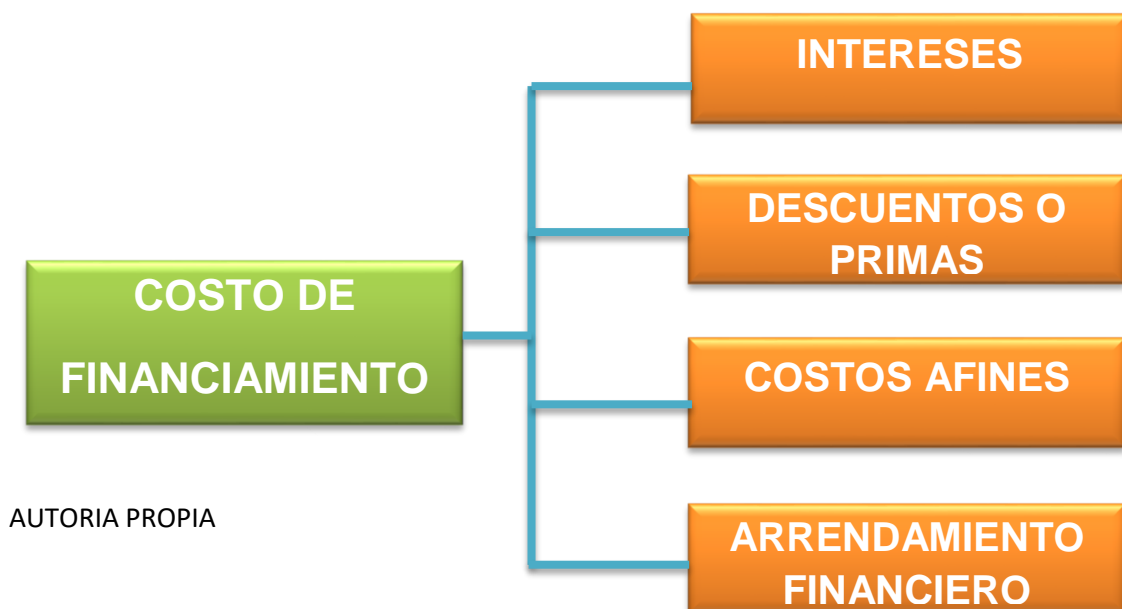 INTERESES
DESCUENTOS O
PRIMAS
COSTO DE
FINANCIAMIENTO
COSTOS AFINES
AUTORIA PROPIA
ARRENDAMIENTO
FINANCIERO